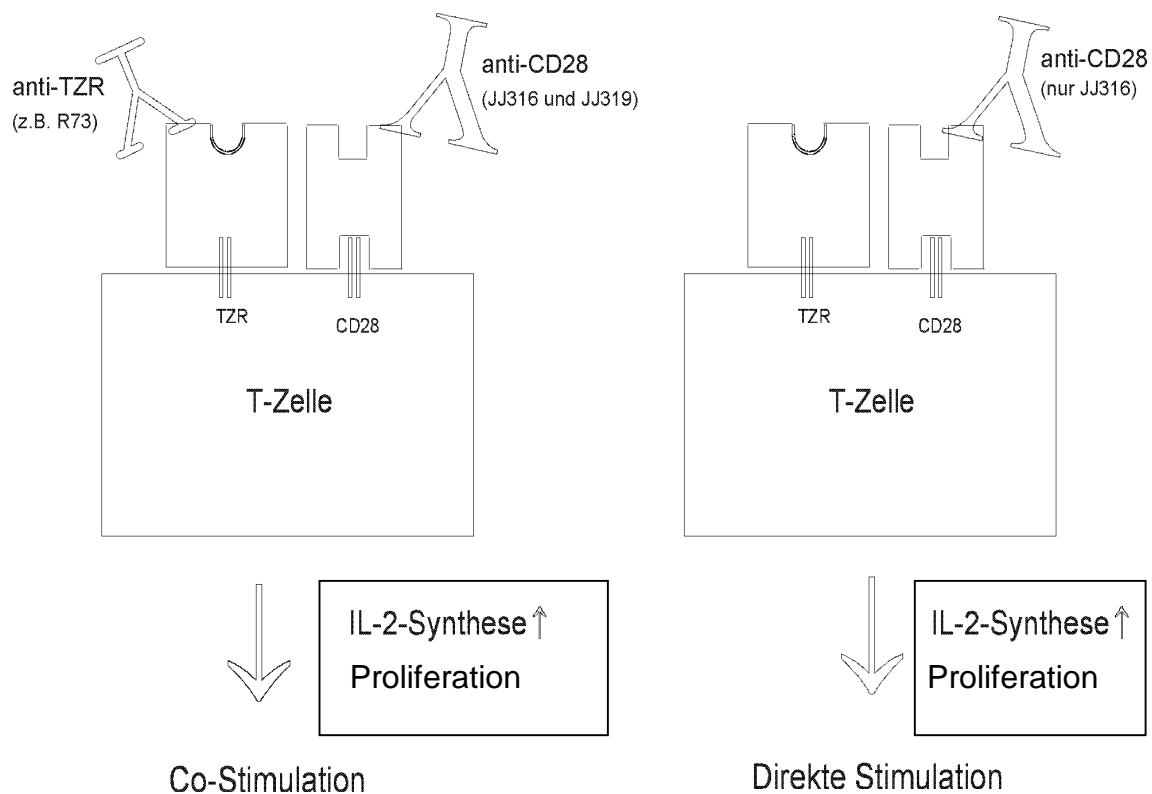 anti-TZR
(z.B. R73)
anti-CD28
(JJ316 und JJ319)
TZR
CD28
T-Zelle
IL-2-Synthese↑
Proliferation
Co-Stimulation
anti-CD28
(nur JJ316)
TZR
CD28
T-Zelle
IL-2-Synthese↑
Proliferation
Direkte Stimulation